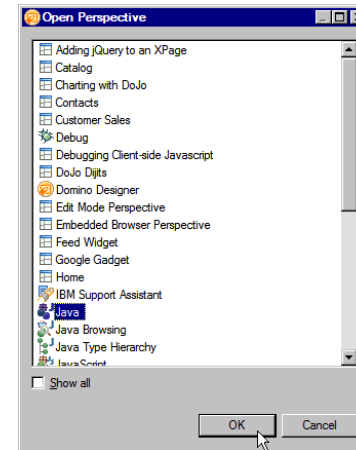 Open Perspective
Adding jQuery to an XPage
Catalog
Charting with DoJo
Contacts
Customer Sales
Debug
Debugging Client-side Javascript
DoJo Dijits
Domino Designer
Edit Mode Perspective
Embedded Browser Perspective
Feed Widget
Google Gadget
Home
IBM Support Assistant
Java
Java Browsing
Java Type Hierarchy
JavaScript
Show all
OK Cancel